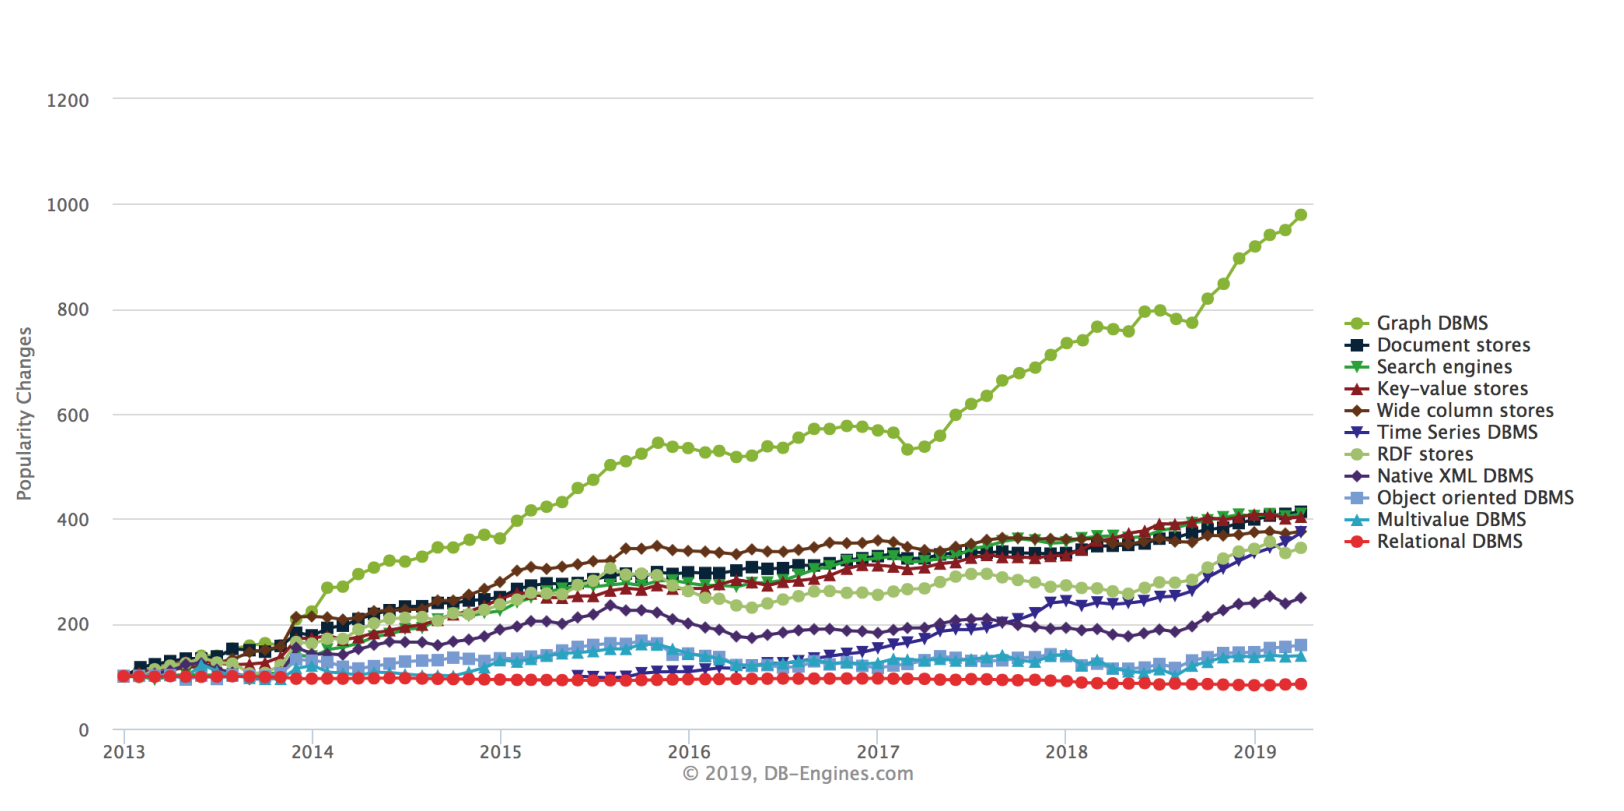 1200
1000
800
600
400
200
0
Popularity Changes
2013 2014 2015 2016 2017 2018 2019
© 2019, DB-Engines.com
Graph DBMS
Document stores
Search engines
Key-value stores
Wide column stores
Time Series DBMS
RDF stores
Native XML DBMS
Object oriented DBMS
Multivalue DBMS
Relational DBMS